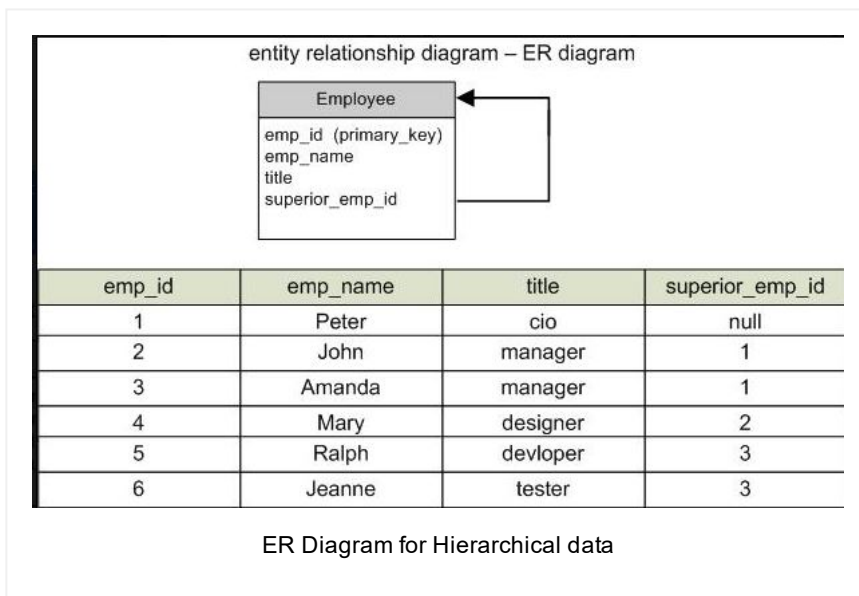 entity relationship diagram – ER diagram
Employee
emp_id (primary_key)
emp_name
title
superior_emp_id
emp_id emp_name title superior_emp_id
1 Peter cio null
2 John manager 1
3 Amanda manager 1
4 Mary designer 2
5 Ralph devloper 3
6 Jeanne tester 3
ER Diagram for Hierarchical data